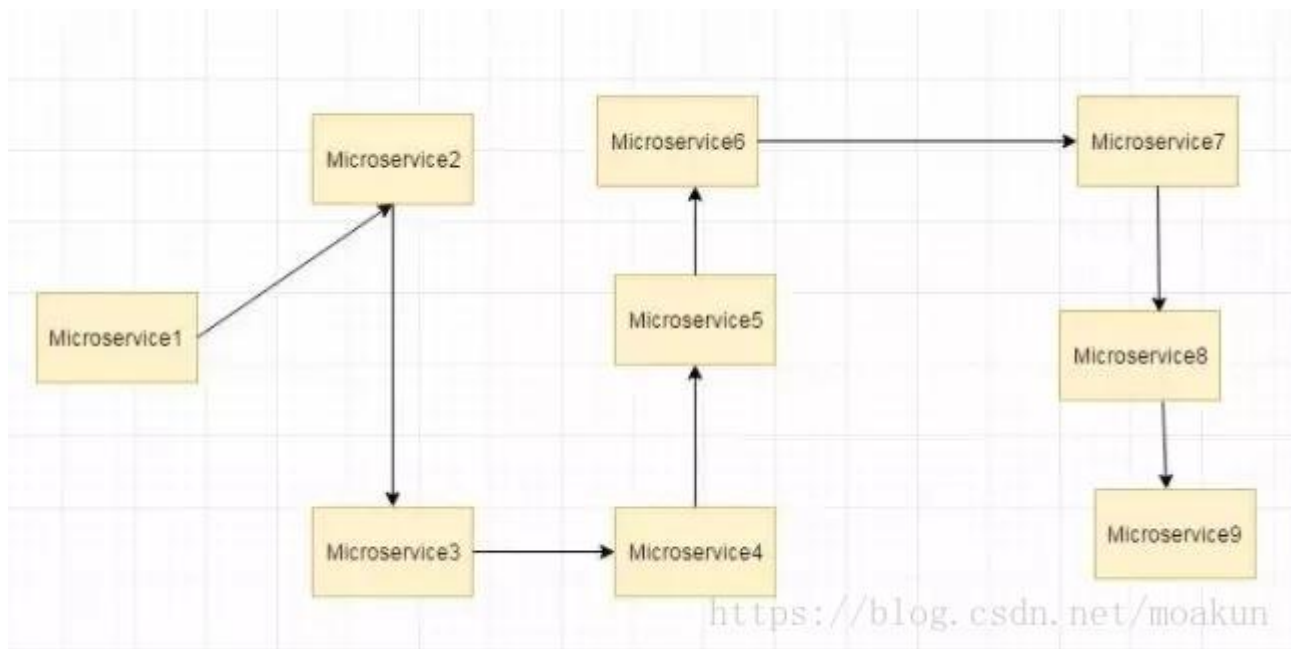 Microservice1
Microservice2
Microservice3
Microservice4
Microservice5
Microservice6
Microservice7
Microservice8
Microservice9
https://blog.csdn.net/moakun